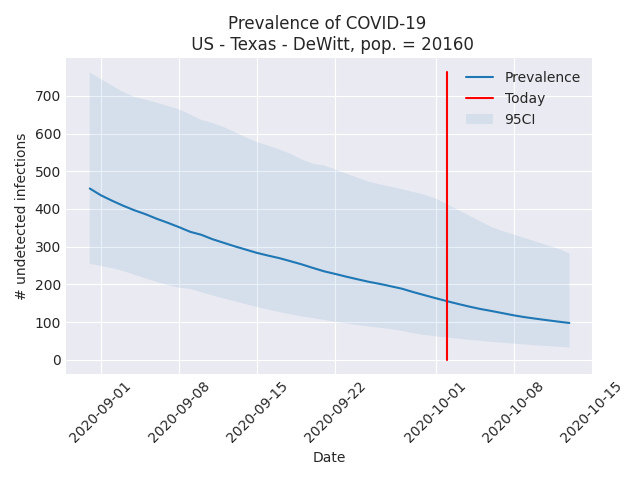 Prevalence of COVID-19
US - Texas - DeWitt, pop. = 20160
Prevalence
Today
95CI
700
600
500
400
300
200
100
0
# undetected infections
2020-09-01
2020-09-08
2020-09-15
2020-09-22
2020-10-01
2020-10-08
2020-10-15
Date